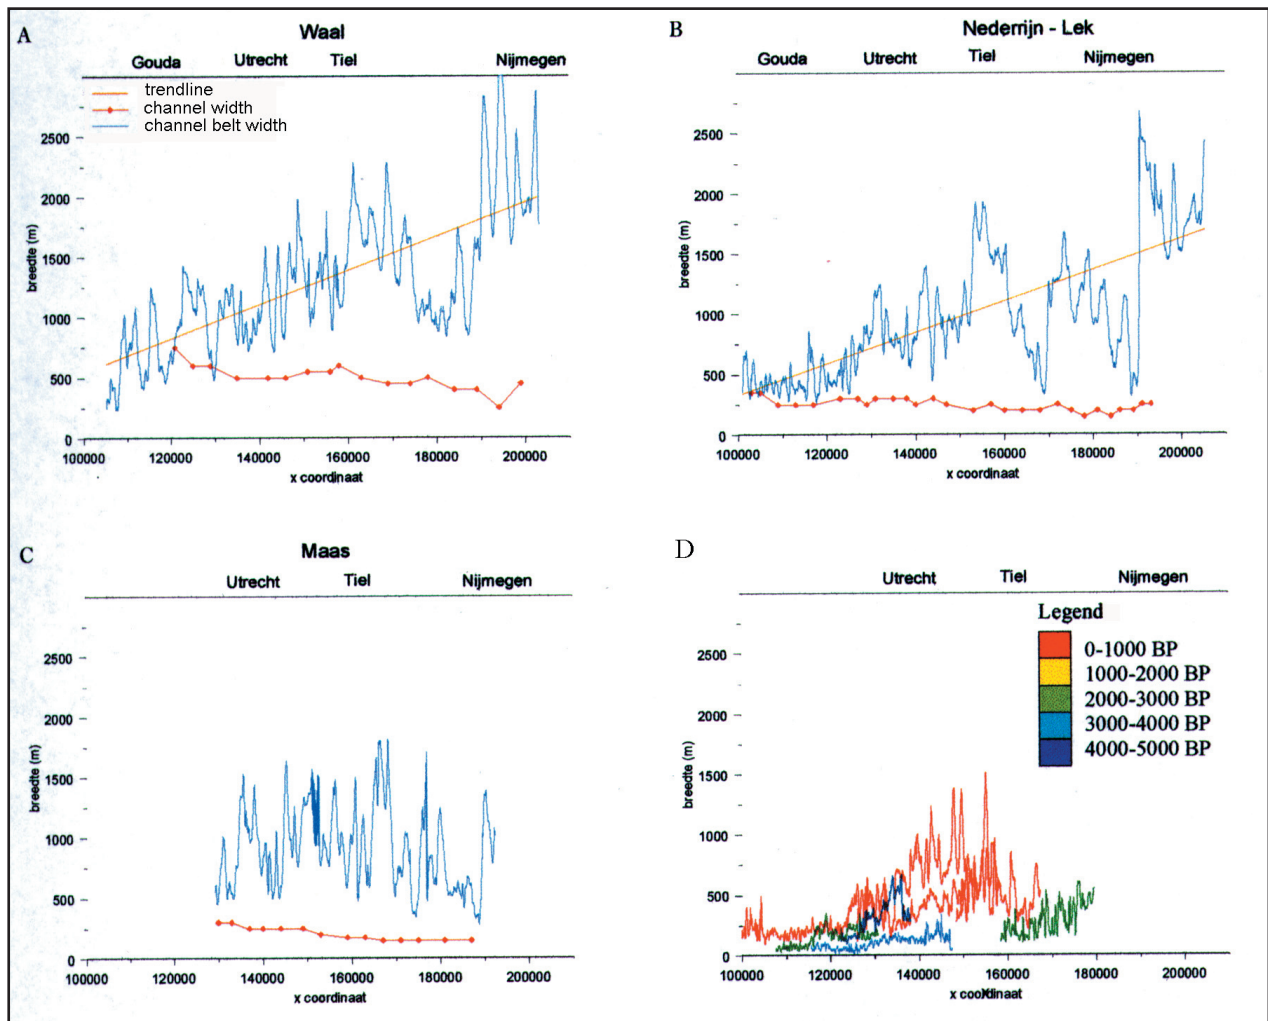 A
Waal
Gouda Utrecht Tiel Nijmegen
trendline
channel width
channel belt width
2500
2000
1500
1000
500
0
breedte (m)
100000 120000 140000 160000 180000 200000
x coordinaat
B
Nederrijn - Lek
Gouda Utrecht Tiel Nijmegen
2500
2000
1500
1000
500
0
breedte (m)
100000 120000 140000 160000 180000 200000
x coordinaat
C
Maas
Utrecht Tiel Nijmegen
2500
2000
1500
1000
500
0
breedte (m)
100000 120000 140000 160000 180000 200000
x coordinaat
D
Utrecht Tiel Nijmegen
Legend
0-1000 BP
1000-2000 BP
2000-3000 BP
3000-4000 BP
4000-5000 BP
2500
2000
1500
1000
500
0
breedte (m)
100000 120000 140000 160000 180000 200000
x coordinaat